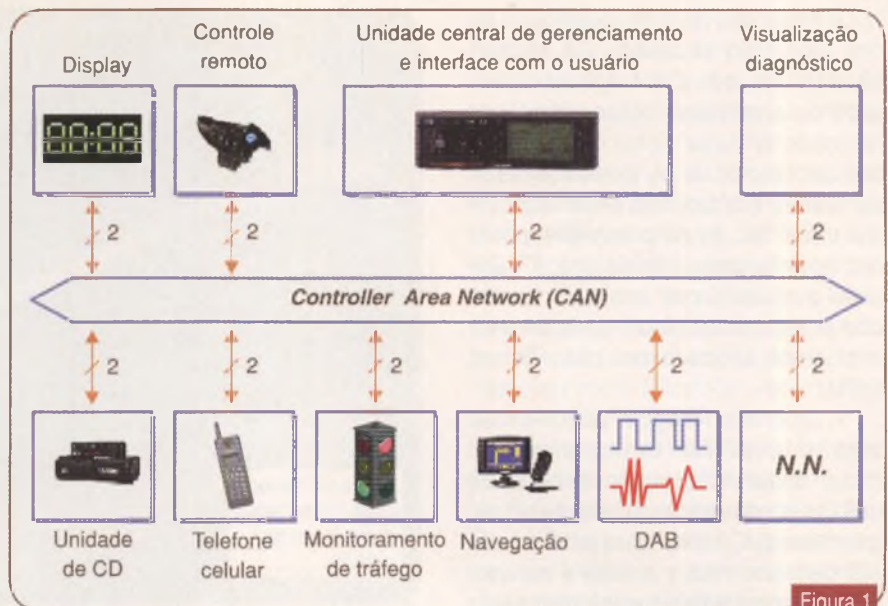 Display
Controle
remoto
Unidade central de gerenciamento
e interface com o usuário
Visualização
diagnóstico
00:00
2
2
2
2
Controller Area Network (CAN)
2
2
2
2
2
2
N.N.
Unidade
de CD
Telefone
celular
Monitoramento
de tráfego
Navegação
DAB
Figura 1